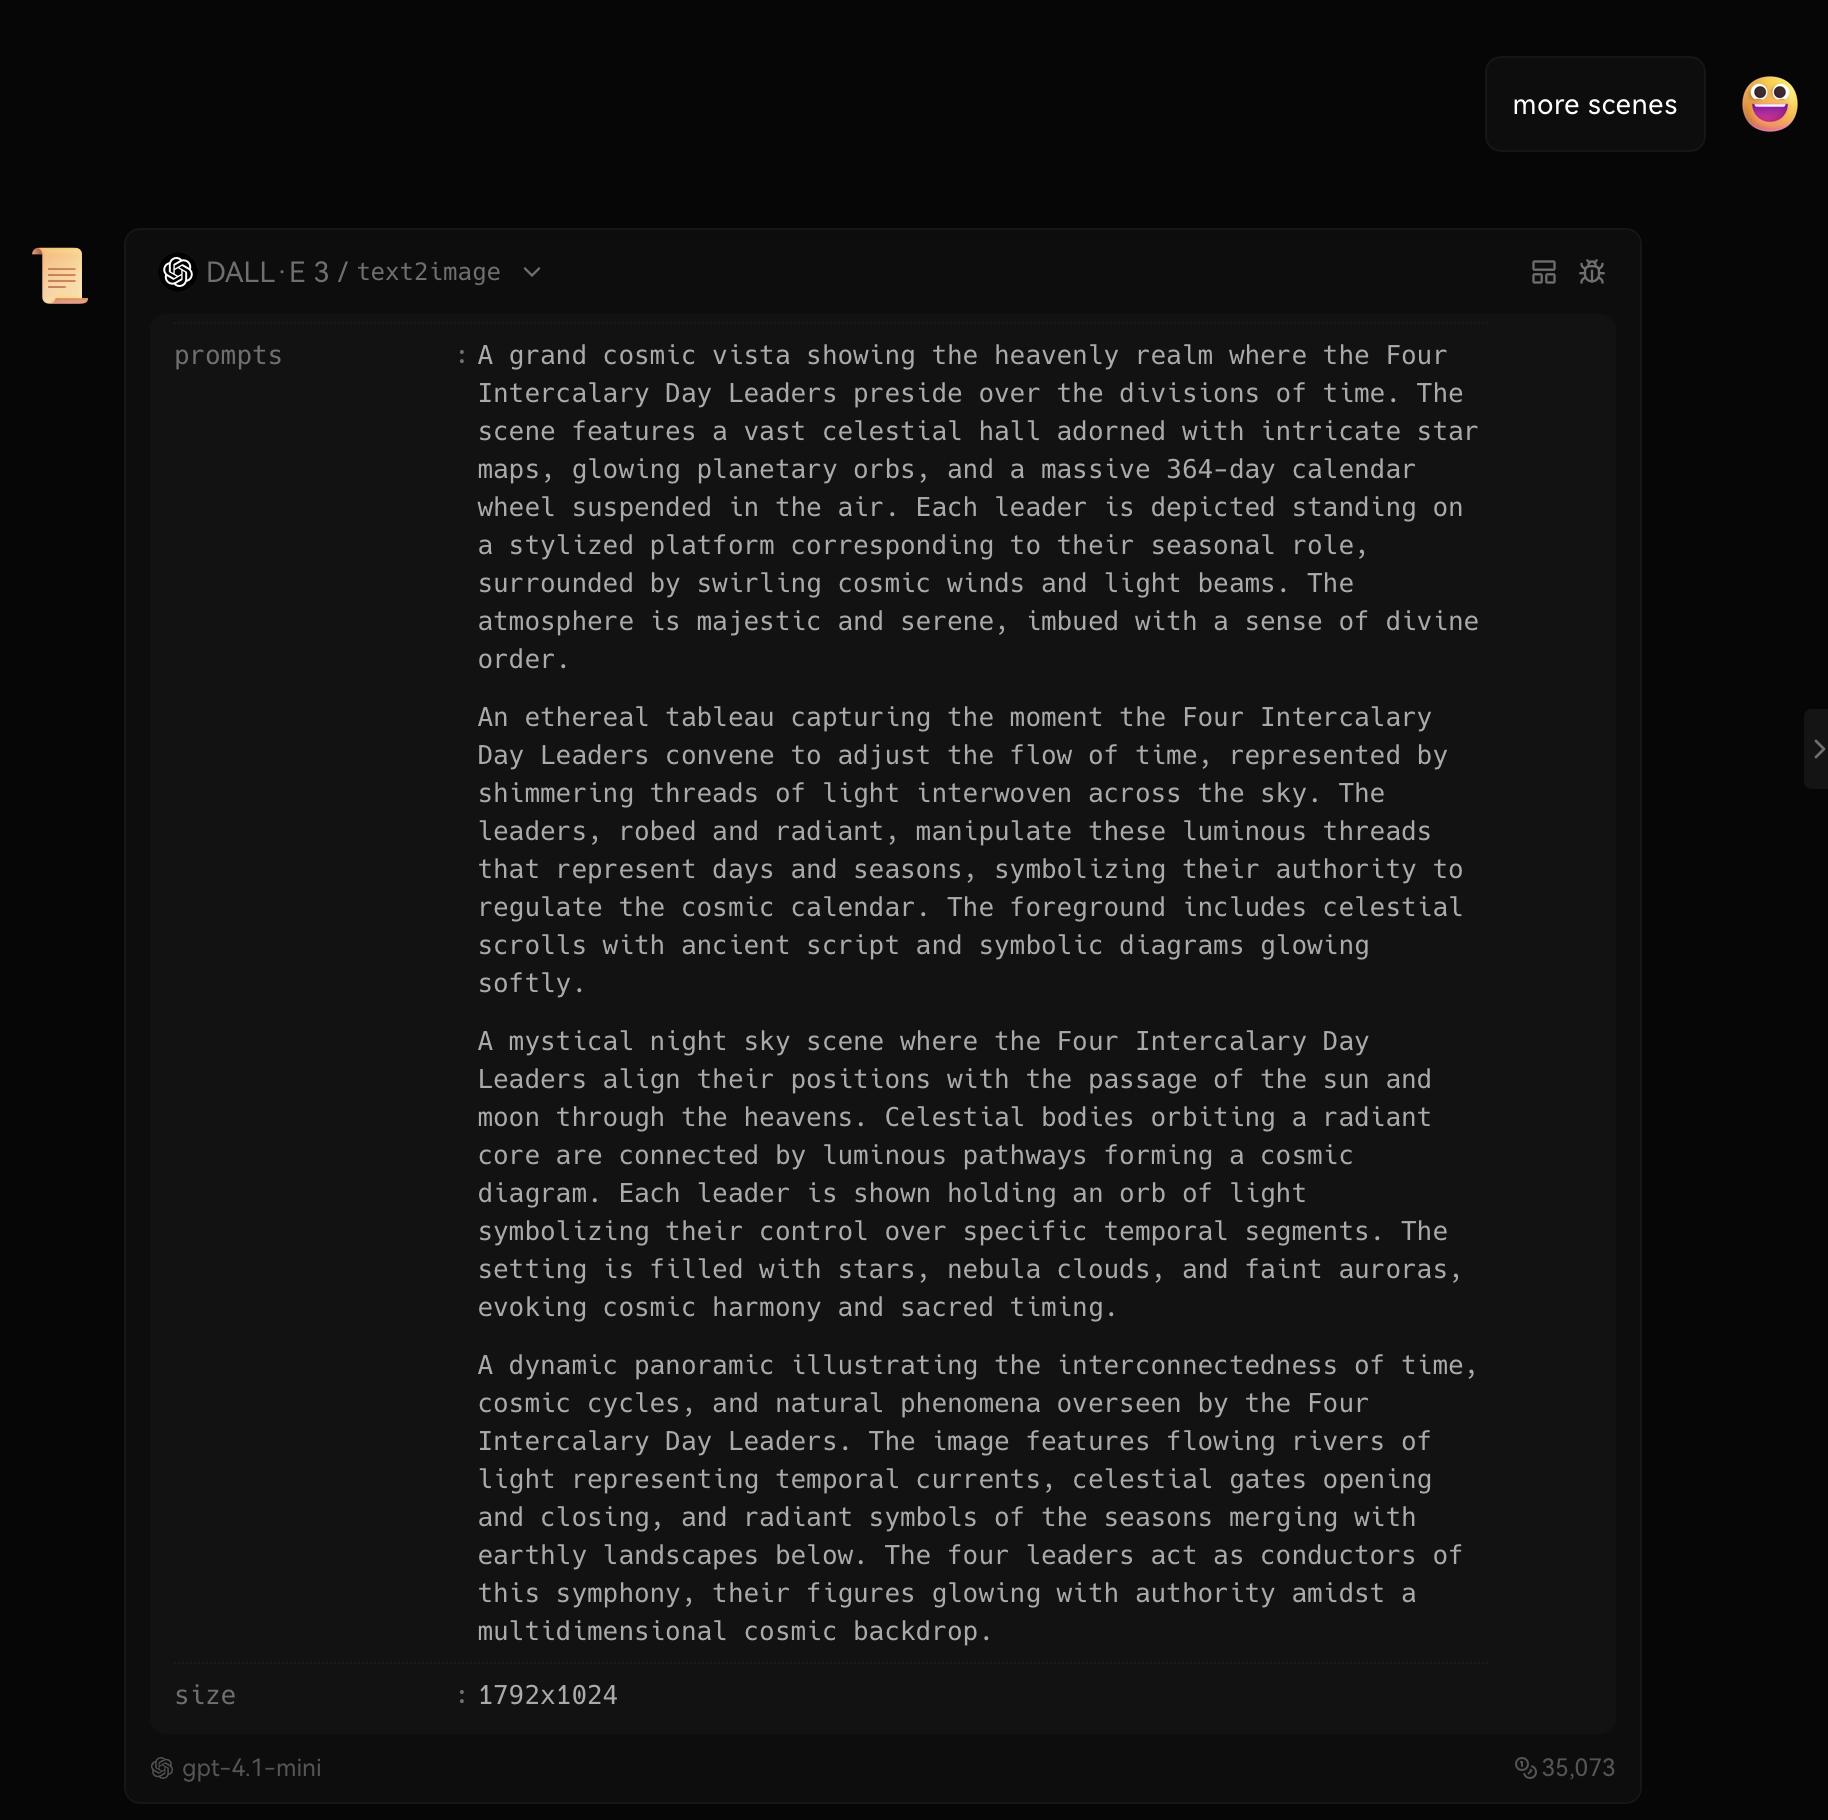 more scenes
DALL·E 3 / text2image
prompts : A grand cosmic vista showing the heavenly realm where the Four
Intercalary Day Leaders preside over the divisions of time. The
scene features a vast celestial hall adorned with intricate star
maps, glowing planetary orbs, and a massive 364-day calendar
wheel suspended in the air. Each leader is depicted standing on
a stylized platform corresponding to their seasonal role,
surrounded by swirling cosmic winds and light beams. The
atmosphere is majestic and serene, imbued with a sense of divine
order.
An ethereal tableau capturing the moment the Four Intercalary
Day Leaders convene to adjust the flow of time, represented by
shimmering threads of light interwoven across the sky. The
leaders, robed and radiant, manipulate these luminous threads
that represent days and seasons, symbolizing their authority to
regulate the cosmic calendar. The foreground includes celestial
scrolls with ancient script and symbolic diagrams glowing
softly.
A mystical night sky scene where the Four Intercalary Day
Leaders align their positions with the passage of the sun and
moon through the heavens. Celestial bodies orbiting a radiant
core are connected by luminous pathways forming a cosmic
diagram. Each leader is shown holding an orb of light
symbolizing their control over specific temporal segments. The
setting is filled with stars, nebula clouds, and faint auroras,
evoking cosmic harmony and sacred timing.
A dynamic panoramic illustrating the interconnectedness of time,
cosmic cycles, and natural phenomena overseen by the Four
Intercalary Day Leaders. The image features flowing rivers of
light representing temporal currents, celestial gates opening
and closing, and radiant symbols of the seasons merging with
earthly landscapes below. The four leaders act as conductors of
this symphony, their figures glowing with authority amidst a
multidimensional cosmic backdrop.
size : 1792x1024
gpt-4.1-mini 35,073